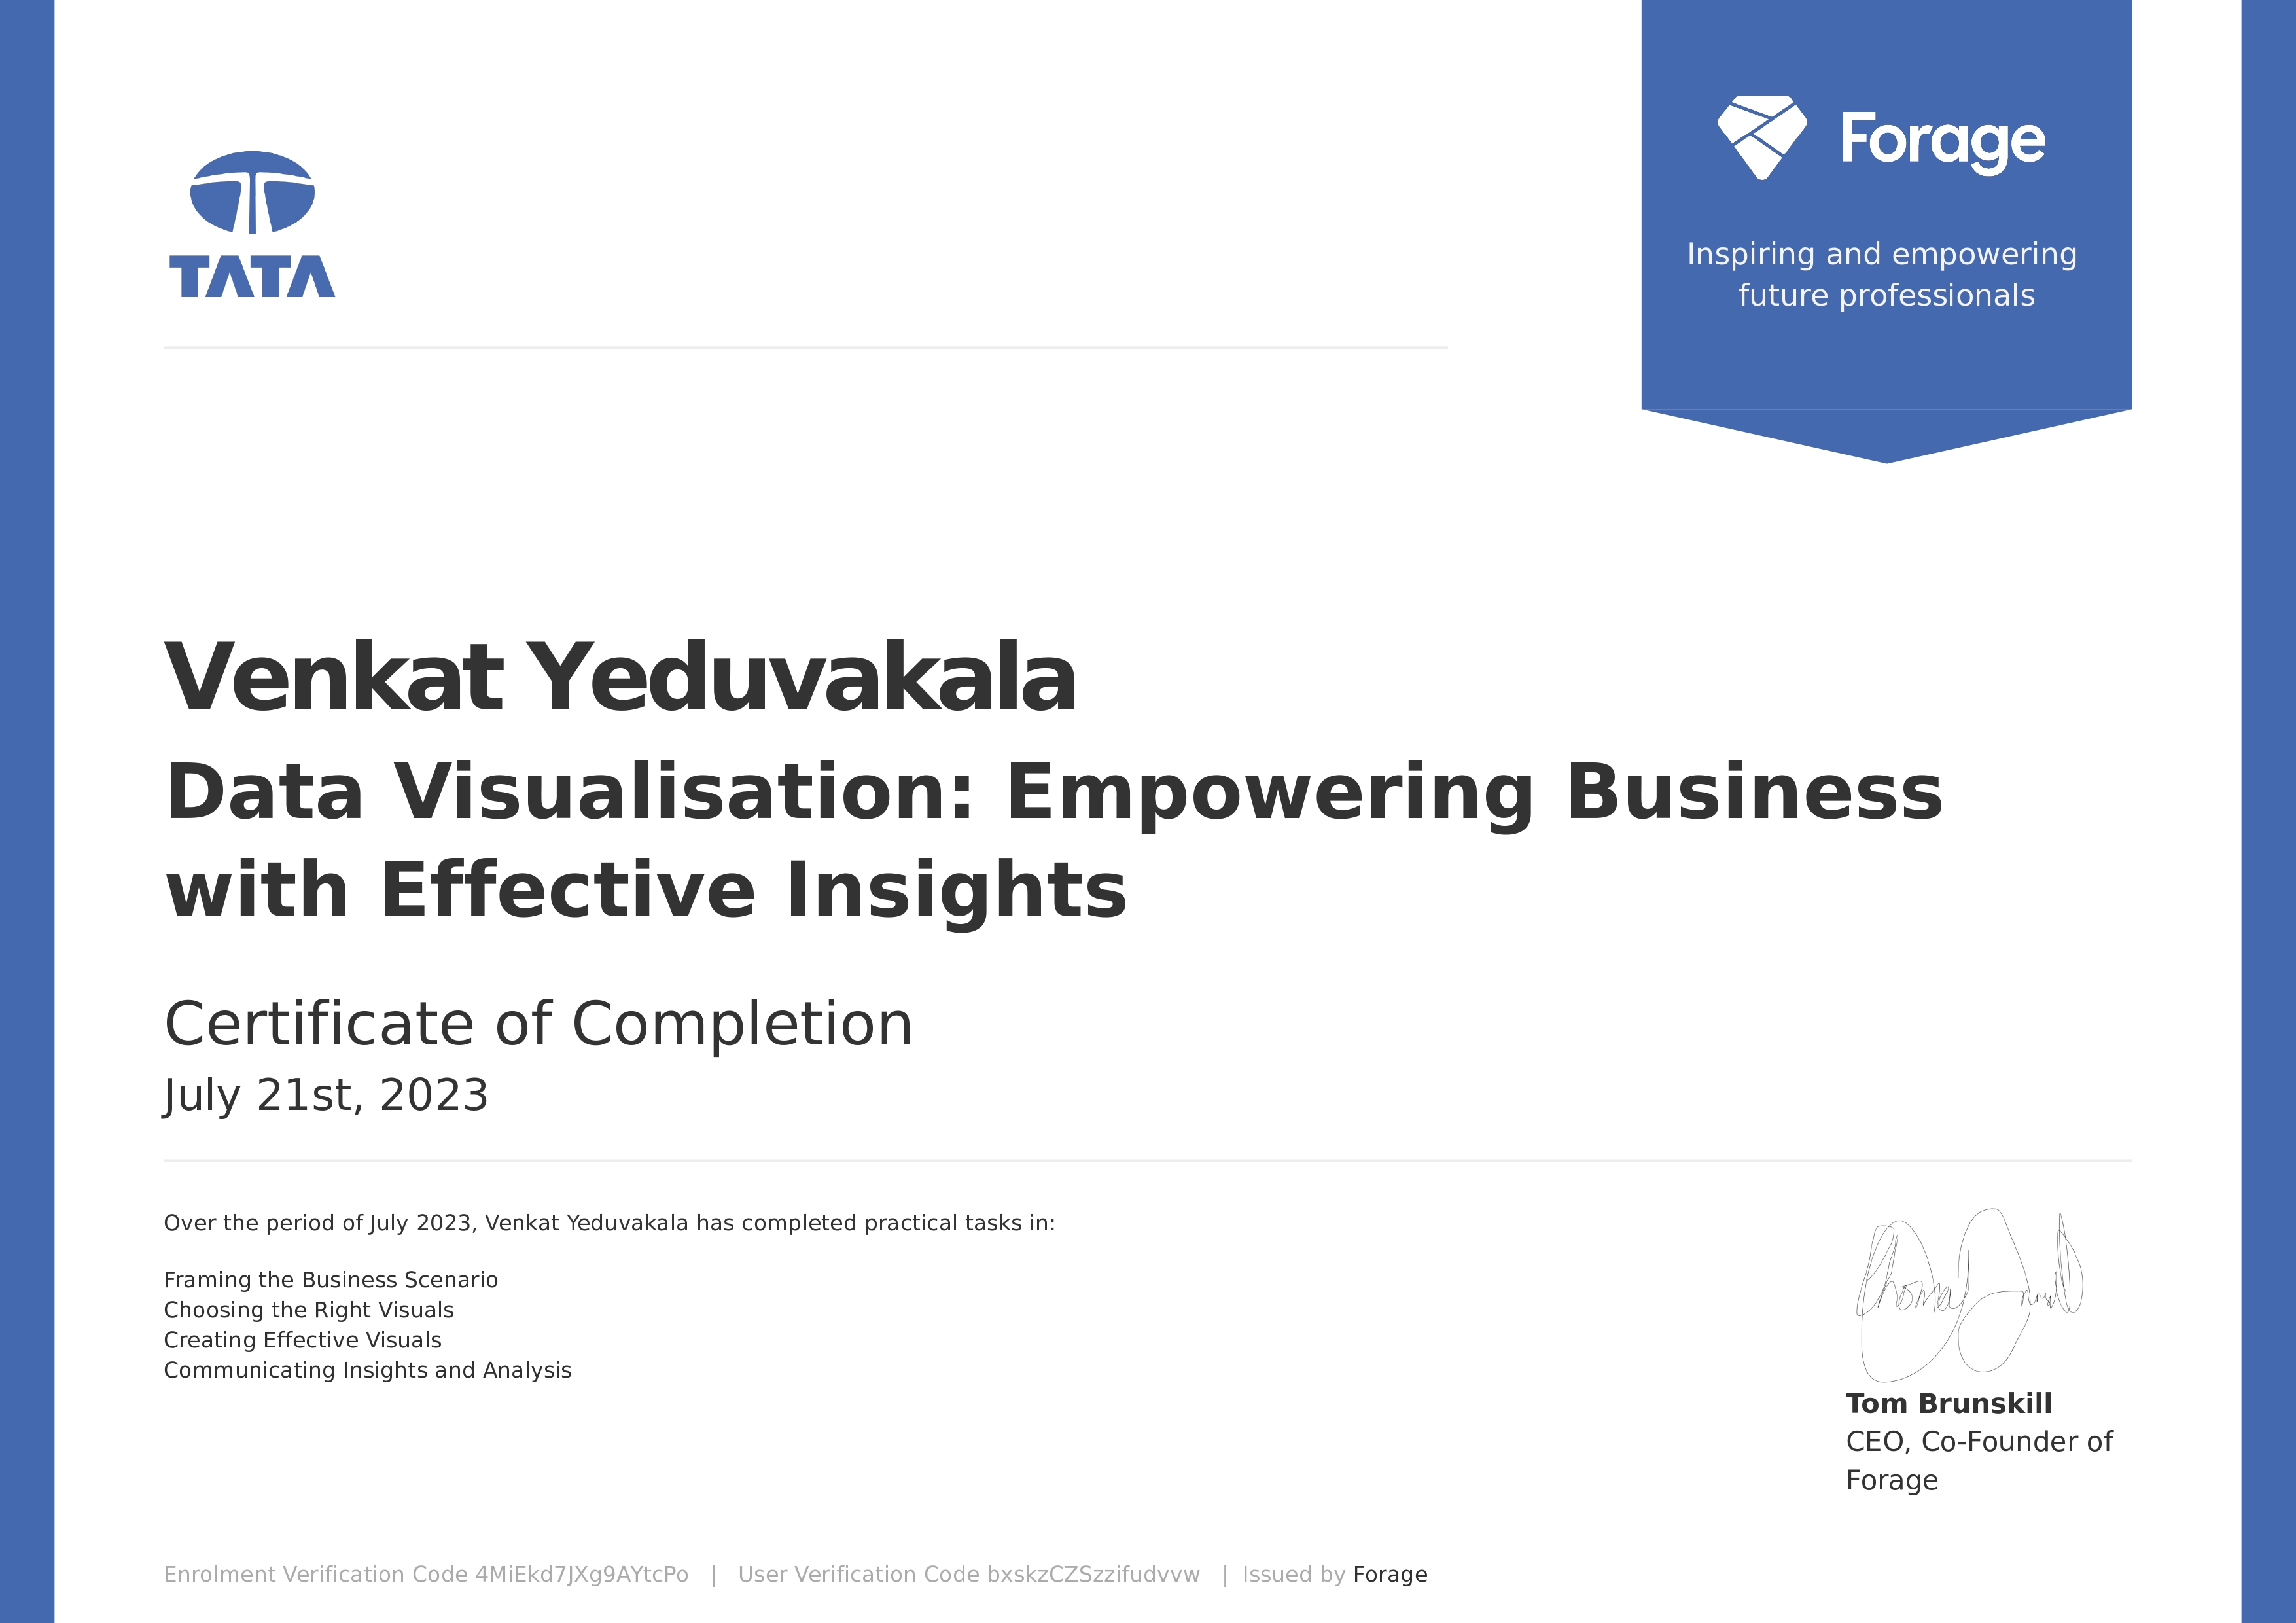 TATA
Forage
Inspiring and empowering
future professionals
Venkat Yeduvakala
Data Visualisation: Empowering Business
with Effective Insights
Certificate of Completion
July 21st, 2023
Over the period of July 2023, Venkat Yeduvakala has completed practical tasks in:
Framing the Business Scenario
Choosing the Right Visuals
Creating Effective Visuals
Communicating Insights and Analysis
Tom Brunskill
CEO, Co-Founder of
Forage
Enrolment Verification Code 4MiEkd7JXg9AYtcPo | User Verification Code bxskzCZSzzifudvvw | Issued by Forage